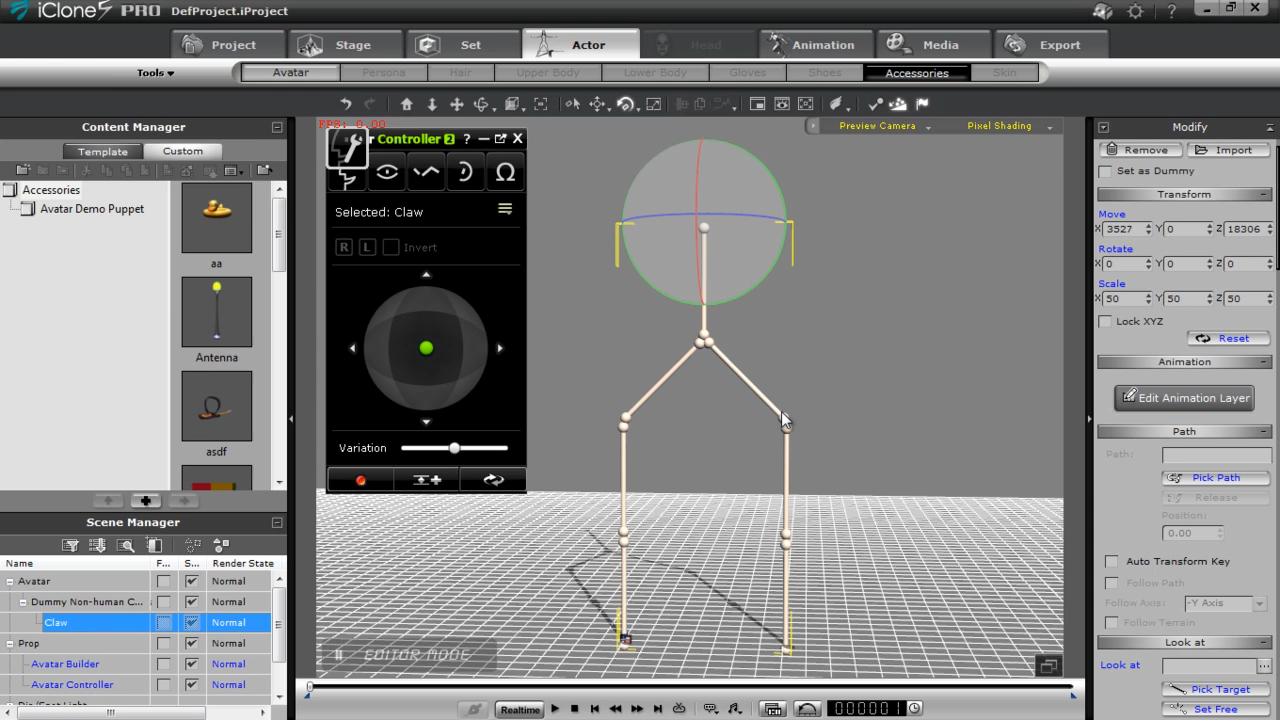 iClone5 PRO DefProject.iProject
Project Stage Set Actor Head Animation Media Export
Tools Avatar Persona Hair Upper Body Lower Body Gloves Shoes Accessories Skin
FPS: 0.00
Content Manager
Template Custom
Accessories
Avatar Demo Puppet
aa
Antenna
asdf
Controller 2 ?
Selected: Claw
R L Invert
Variation
Preview Camera Pixel Shading
EDITOR MODE
Modify
Remove Import
Set as Dummy
Transform
Move
X 3527 Y 0 Z 18306
Rotate
X 0 Y 0 Z 0
Scale
X 50 Y 50 Z 50
Lock XYZ
Reset
Animation
Edit Animation Layer
Path
Path:
Pick Path
Release
Position:
0.00
Auto Transform Key
Follow Path
Follow Axis: -Y Axis
Follow Terrain
Look at
Look at
Pick Target
Set Free
Scene Manager
Name F... S... Render State
Avatar Normal
Dummy Non-human C... Normal
Claw Normal
Prop Normal
Avatar Builder Normal
Avatar Controller Normal
Realtime 000001